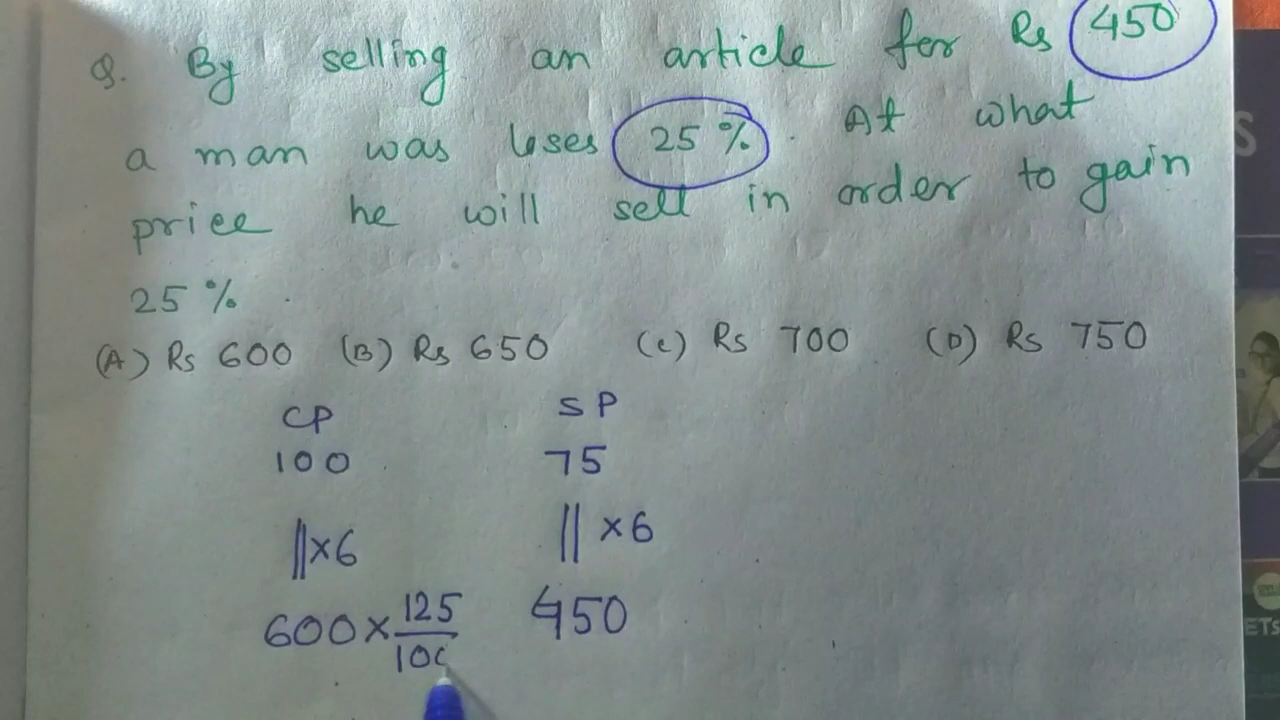 Q. By selling an article for Rs 450
a man was loses 25 %. At what
price he will sell in order to gain
25 % .
(A) Rs 600 (B) Rs 650 (C) Rs 700 (D) Rs 750
CP SP
100 75
||×6 || ×6
600 × 125/100 450
S
ETS